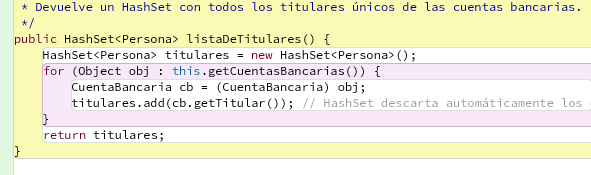 * Devuelve un HashSet con todos los titulares únicos de las cuentas bancarias.
*/
public HashSet<Persona> listaDeTitulares() {
HashSet<Persona> titulares = new HashSet<Persona>();
for (Object obj : this.getCuentasBancarias()) {
CuentaBancaria cb = (CuentaBancaria) obj;
titulares.add(cb.getTitular()); // HashSet descarta automáticamente los
}
return titulares;
}